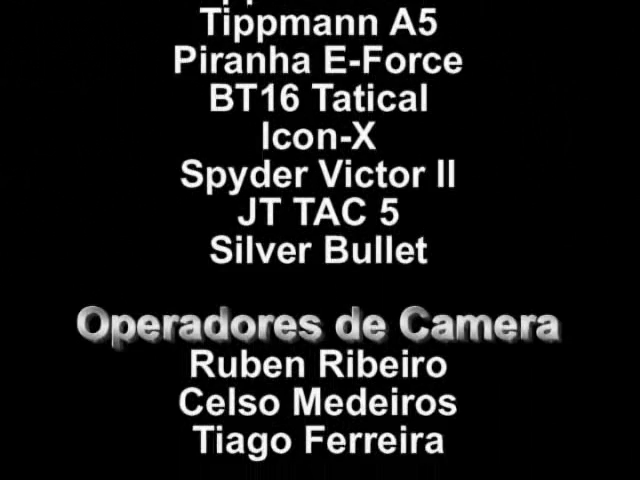 Tippmann A5
Piranha E-Force
BT16 Tatical
Icon-X
Spyder Victor II
JT TAC 5
Silver Bullet
Operadores de Camera
Ruben Ribeiro
Celso Medeiros
Tiago Ferreira